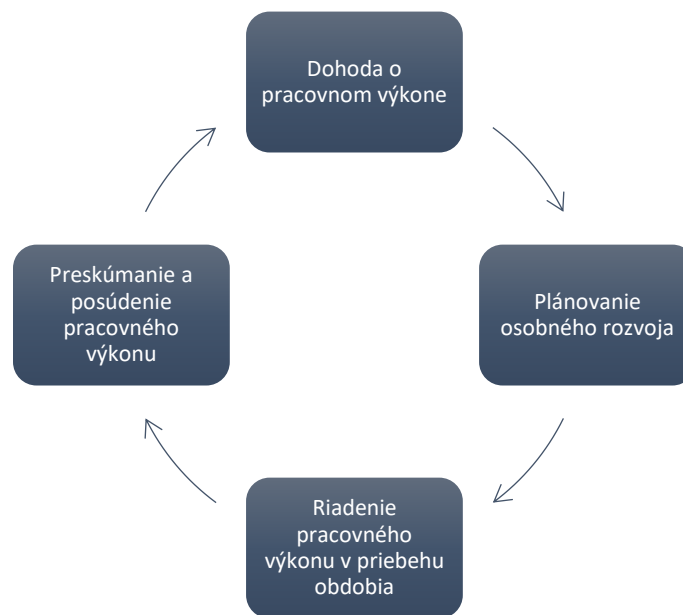 Dohoda o
pracovnom výkone
Preskúmanie a
posúdenie
pracovného
výkonu
Plánovanie
osobného rozvoja
Riadenie
pracovného
výkonu v priebehu
obdobia